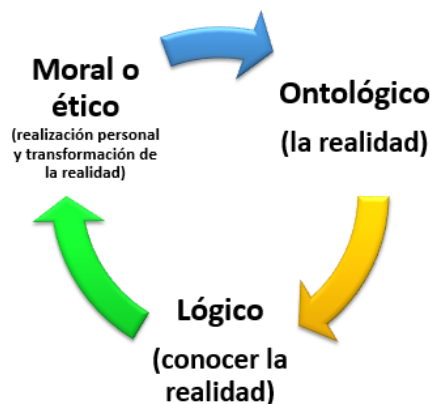 Moral o
ético
(realización personal
y transformación de
la realidad)
Ontológico
(la realidad)
Lógico
(conocer la
realidad)